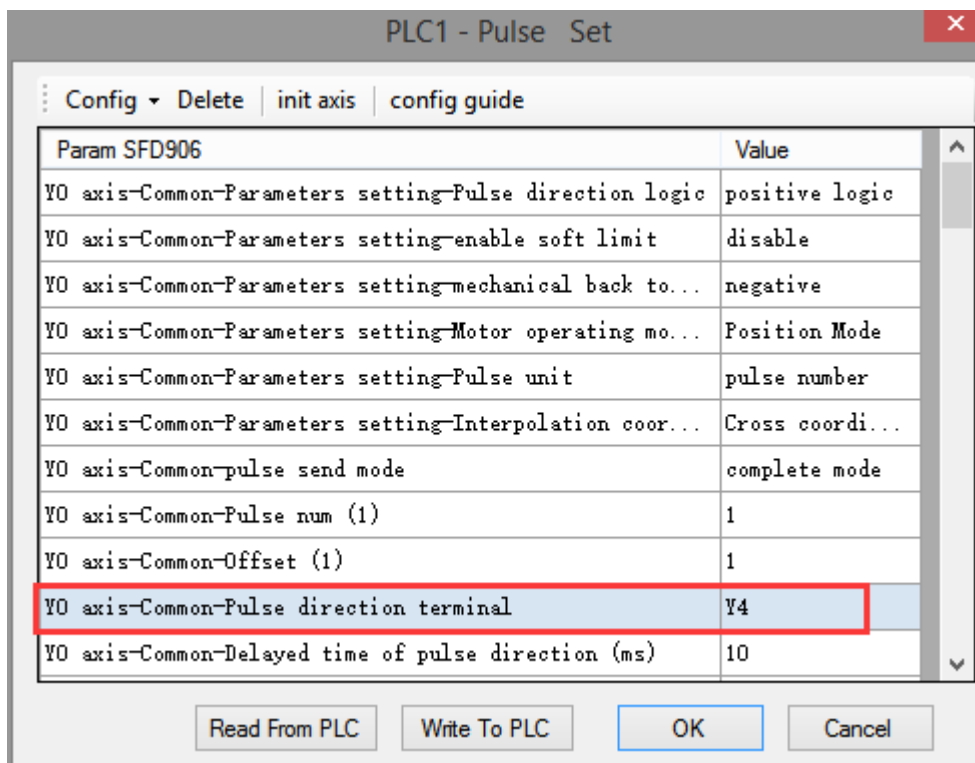 PLC1 - Pulse Set
Config Delete init axis config guide
Param SFD906 Value
Y0 axis-Common-Parameters setting-Pulse direction logic positive logic
Y0 axis-Common-Parameters setting-enable soft limit disable
Y0 axis-Common-Parameters setting-mechanical back to... negative
Y0 axis-Common-Parameters setting-Motor operating mo... Position Mode
Y0 axis-Common-Parameters setting-Pulse unit pulse number
Y0 axis-Common-Parameters setting-Interpolation coor... Cross coordi...
Y0 axis-Common-pulse send mode complete mode
Y0 axis-Common-Pulse num (1) 1
Y0 axis-Common-Offset (1) 1
Y0 axis-Common-Pulse direction terminal Y4
Y0 axis-Common-Delayed time of pulse direction (ms) 10
Read From PLC Write To PLC OK Cancel